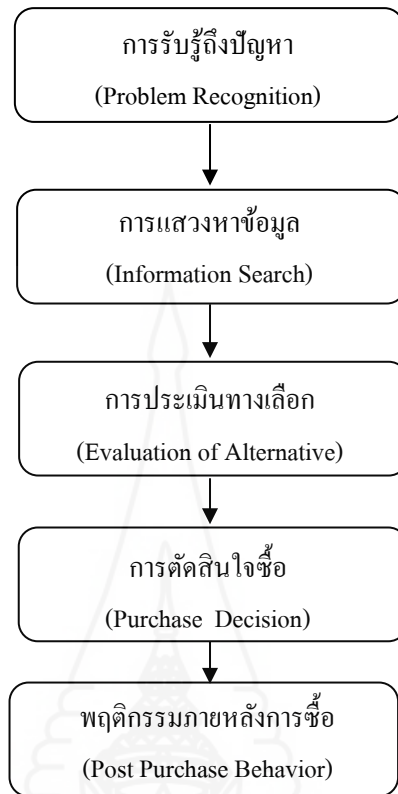 การรับรู้ถึงปัญหา
(Problem Recognition)
การแสวงหาข้อมูล
(Information Search)
การประเมินทางเลือก
(Evaluation of Alternative)
การตัดสินใจซื้อ
(Purchase Decision)
พฤติกรรมภายหลังการซื้อ
(Post Purchase Behavior)